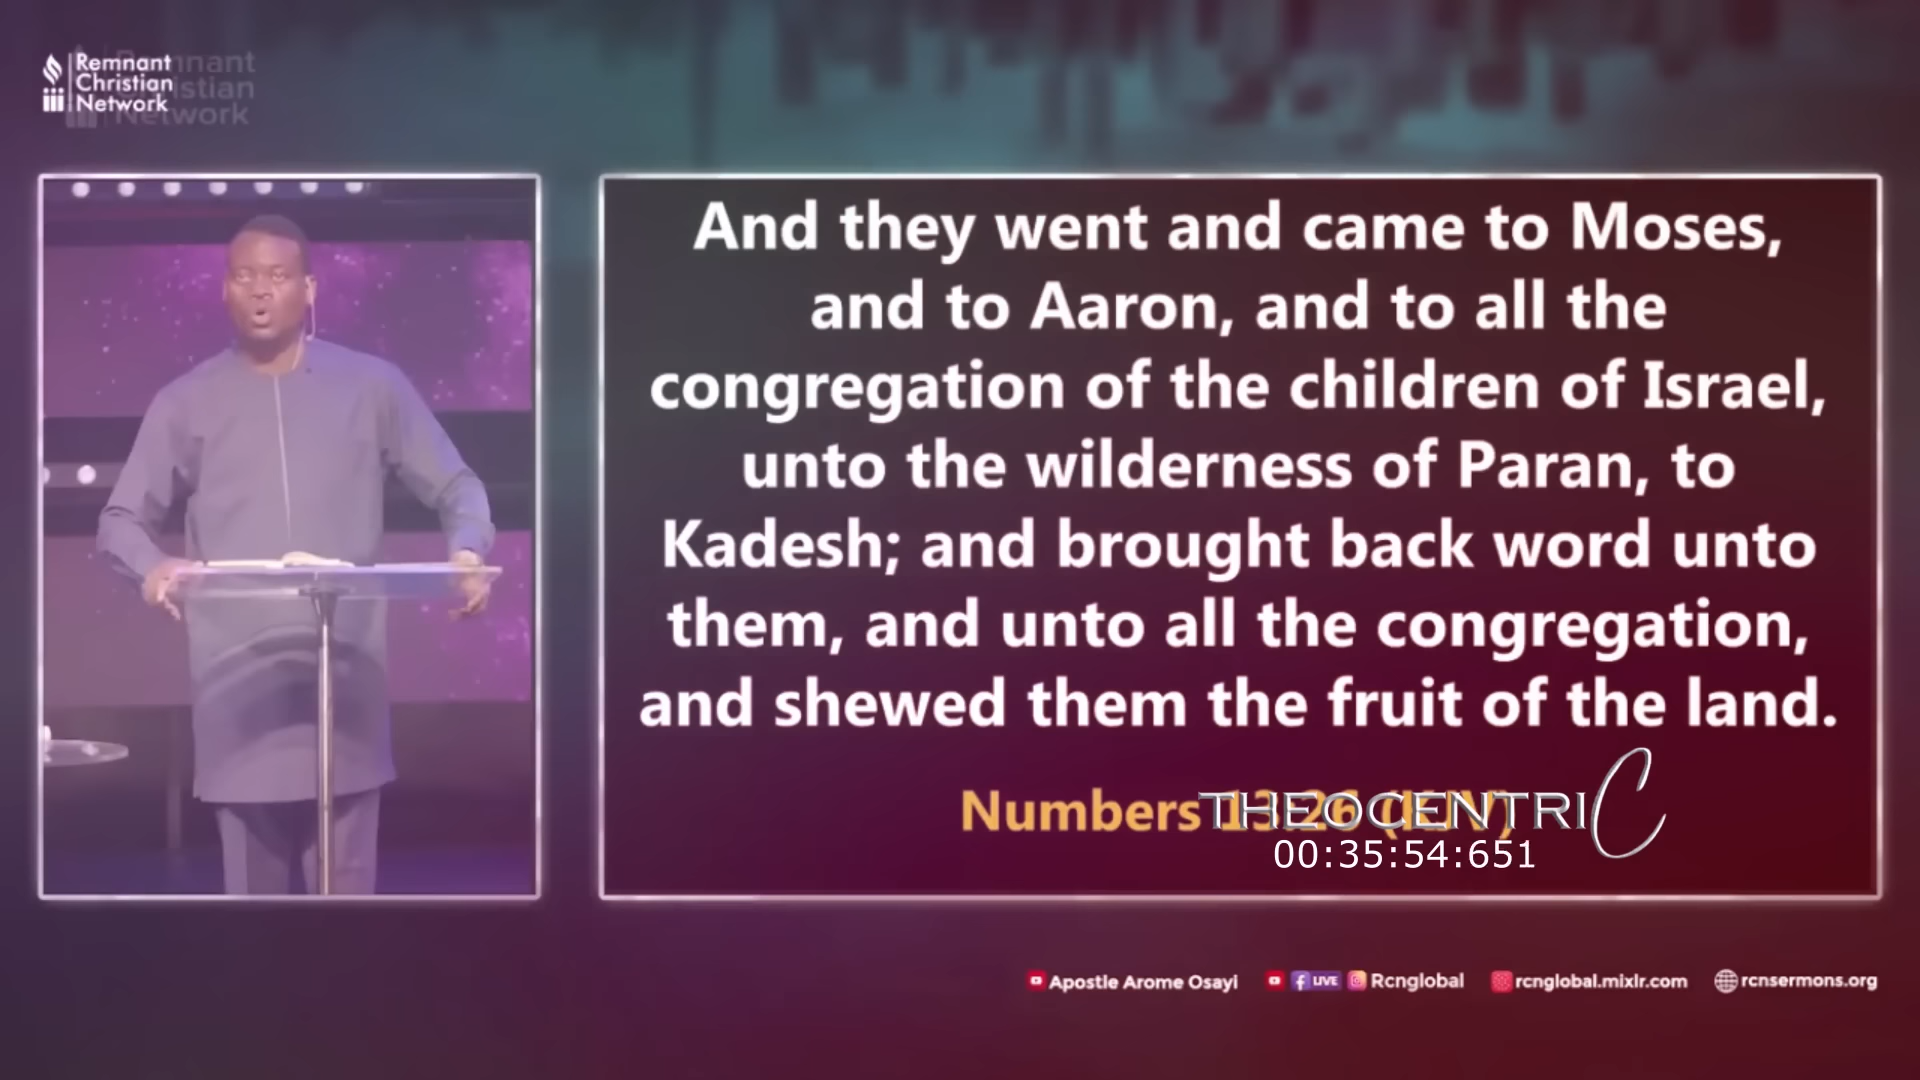 Remnant
Christian
Network
And they went and came to Moses,
and to Aaron, and to all the
congregation of the children of Israel,
unto the wilderness of Paran, to
Kadesh; and brought back word unto
them, and unto all the congregation,
and shewed them the fruit of the land.
Numbers 13:26 (KJV)
THEOCENTRIC
00:35:54:651
Apostle Arome Osayi
LIVE Rcnglobal
rcnglobal.mixlr.com
rcnsermons.org